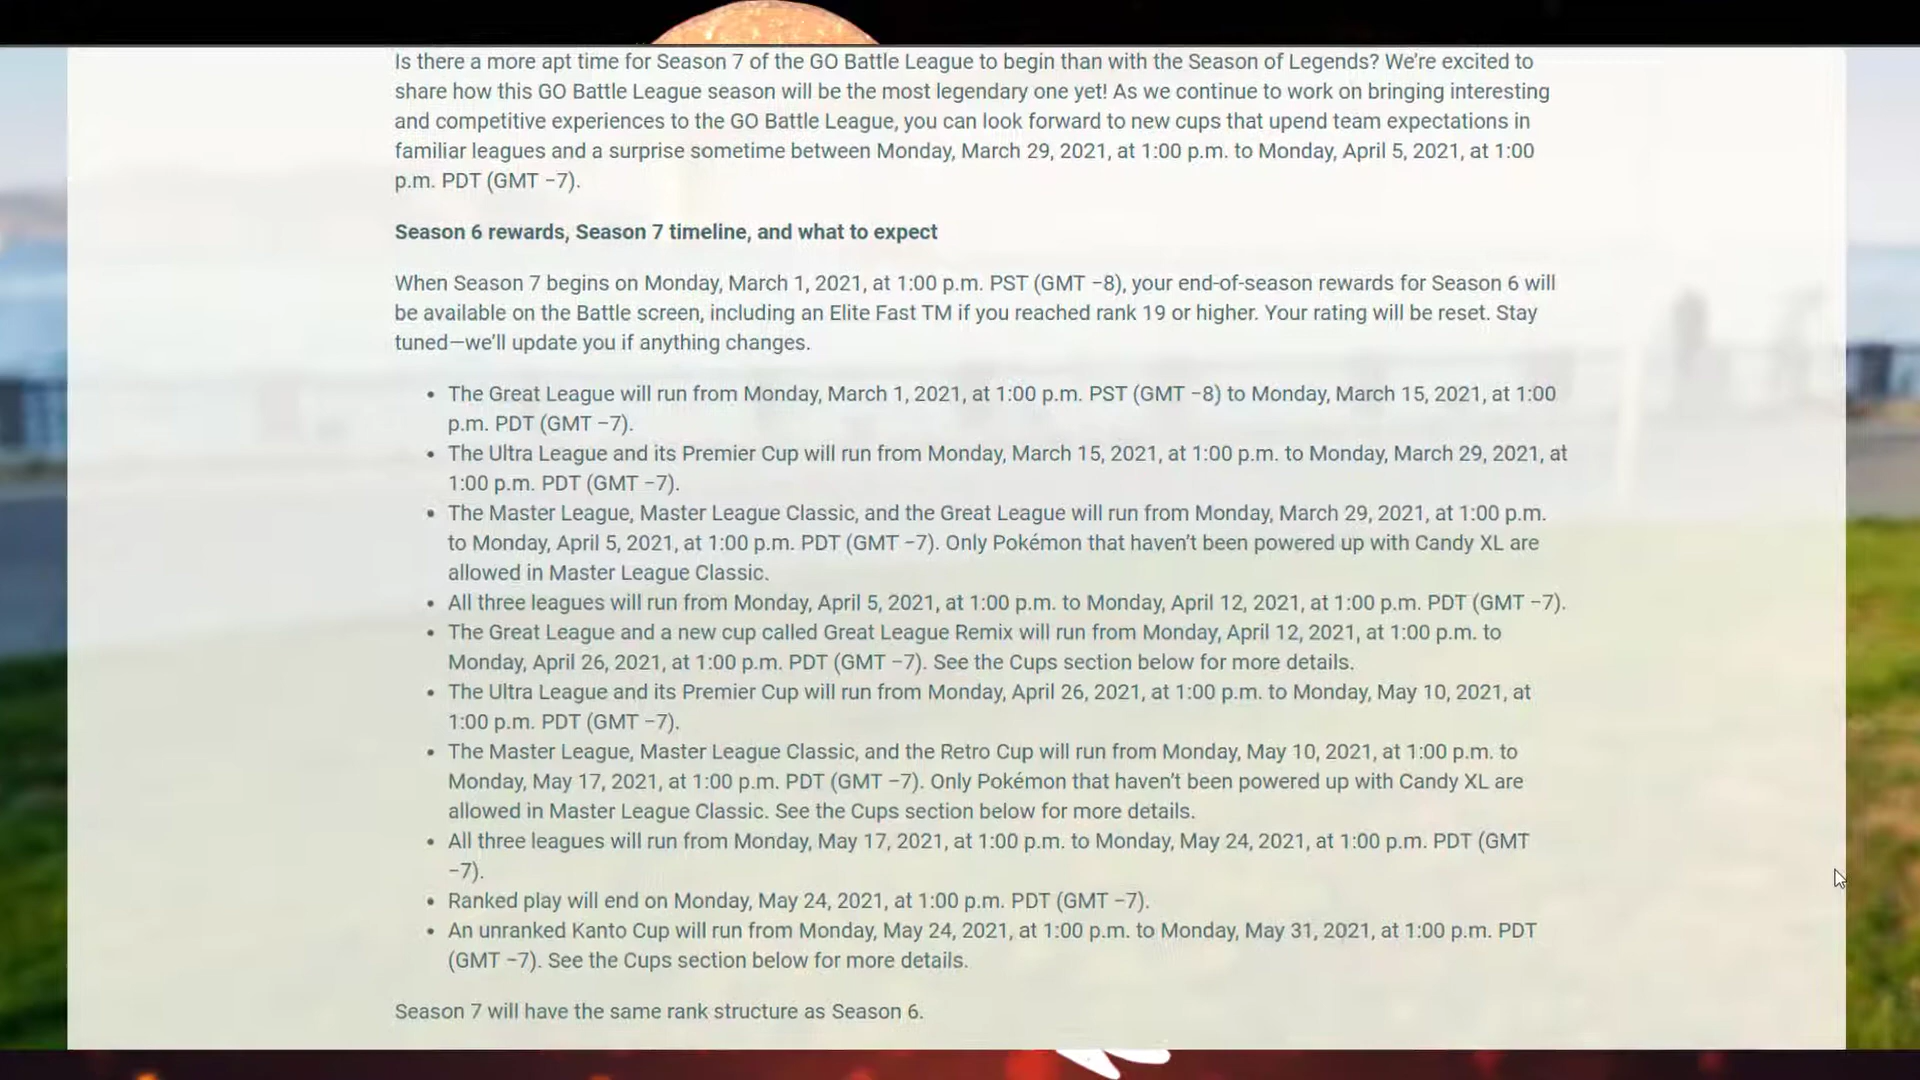 Is there a more apt time for Season 7 of the GO Battle League to begin than with the Season of Legends? We're excited to
share how this GO Battle League season will be the most legendary one yet! As we continue to work on bringing interesting
and competitive experiences to the GO Battle League, you can look forward to new cups that upend team expectations in
familiar leagues and a surprise sometime between Monday, March 29, 2021, at 1:00 p.m. to Monday, April 5, 2021, at 1:00
p.m. PDT (GMT −7).
Season 6 rewards, Season 7 timeline, and what to expect
When Season 7 begins on Monday, March 1, 2021, at 1:00 p.m. PST (GMT −8), your end-of-season rewards for Season 6 will
be available on the Battle screen, including an Elite Fast TM if you reached rank 19 or higher. Your rating will be reset. Stay
tuned—we'll update you if anything changes.
• The Great League will run from Monday, March 1, 2021, at 1:00 p.m. PST (GMT −8) to Monday, March 15, 2021, at 1:00
p.m. PDT (GMT −7).
• The Ultra League and its Premier Cup will run from Monday, March 15, 2021, at 1:00 p.m. to Monday, March 29, 2021, at
1:00 p.m. PDT (GMT −7).
• The Master League, Master League Classic, and the Great League will run from Monday, March 29, 2021, at 1:00 p.m.
to Monday, April 5, 2021, at 1:00 p.m. PDT (GMT −7). Only Pokémon that haven't been powered up with Candy XL are
allowed in Master League Classic.
• All three leagues will run from Monday, April 5, 2021, at 1:00 p.m. to Monday, April 12, 2021, at 1:00 p.m. PDT (GMT −7).
• The Great League and a new cup called Great League Remix will run from Monday, April 12, 2021, at 1:00 p.m. to
Monday, April 26, 2021, at 1:00 p.m. PDT (GMT −7). See the Cups section below for more details.
• The Ultra League and its Premier Cup will run from Monday, April 26, 2021, at 1:00 p.m. to Monday, May 10, 2021, at
1:00 p.m. PDT (GMT −7).
• The Master League, Master League Classic, and the Retro Cup will run from Monday, May 10, 2021, at 1:00 p.m. to
Monday, May 17, 2021, at 1:00 p.m. PDT (GMT −7). Only Pokémon that haven't been powered up with Candy XL are
allowed in Master League Classic. See the Cups section below for more details.
• All three leagues will run from Monday, May 17, 2021, at 1:00 p.m. to Monday, May 24, 2021, at 1:00 p.m. PDT (GMT
−7).
• Ranked play will end on Monday, May 24, 2021, at 1:00 p.m. PDT (GMT −7).
• An unranked Kanto Cup will run from Monday, May 24, 2021, at 1:00 p.m. to Monday, May 31, 2021, at 1:00 p.m. PDT
(GMT −7). See the Cups section below for more details.
Season 7 will have the same rank structure as Season 6.